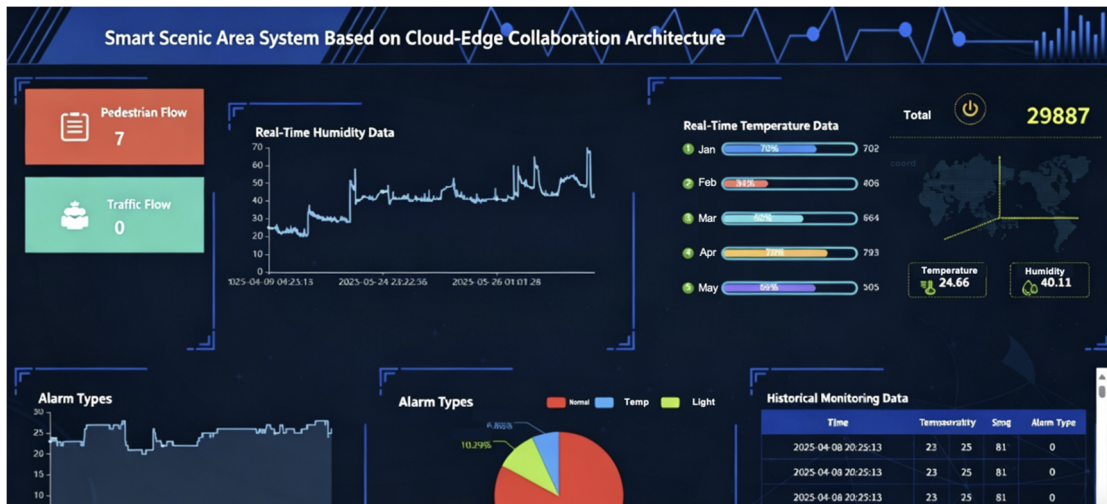 Smart Scenic Area System Based on Cloud-Edge Collaboration Architecture
Pedestrian Flow
7
Traffic Flow
0
Real-Time Humidity Data
70
60
50
40
30
20
10
0
2025-05-24 23:22:56
2025-05-26 01:01:28
Real-Time Temperature Data
1 Jan 70% 702
2 Feb 406
3 Mar 60% 664
4 Apr 793
5 May 505
Total
29887
coord
Temperature
24.66
Humidity
40.11
Alarm Types
30
25
20
15
10
Alarm Types
Normal Temp Light
10.29%
Historical Monitoring Data
Time Smog Alarm Type
2025-04-08 20:25:13 23 25 81 0
2025-04-08 20:25:13 23 25 81 0
2025-04-08 20:25:13 23 25 81 0